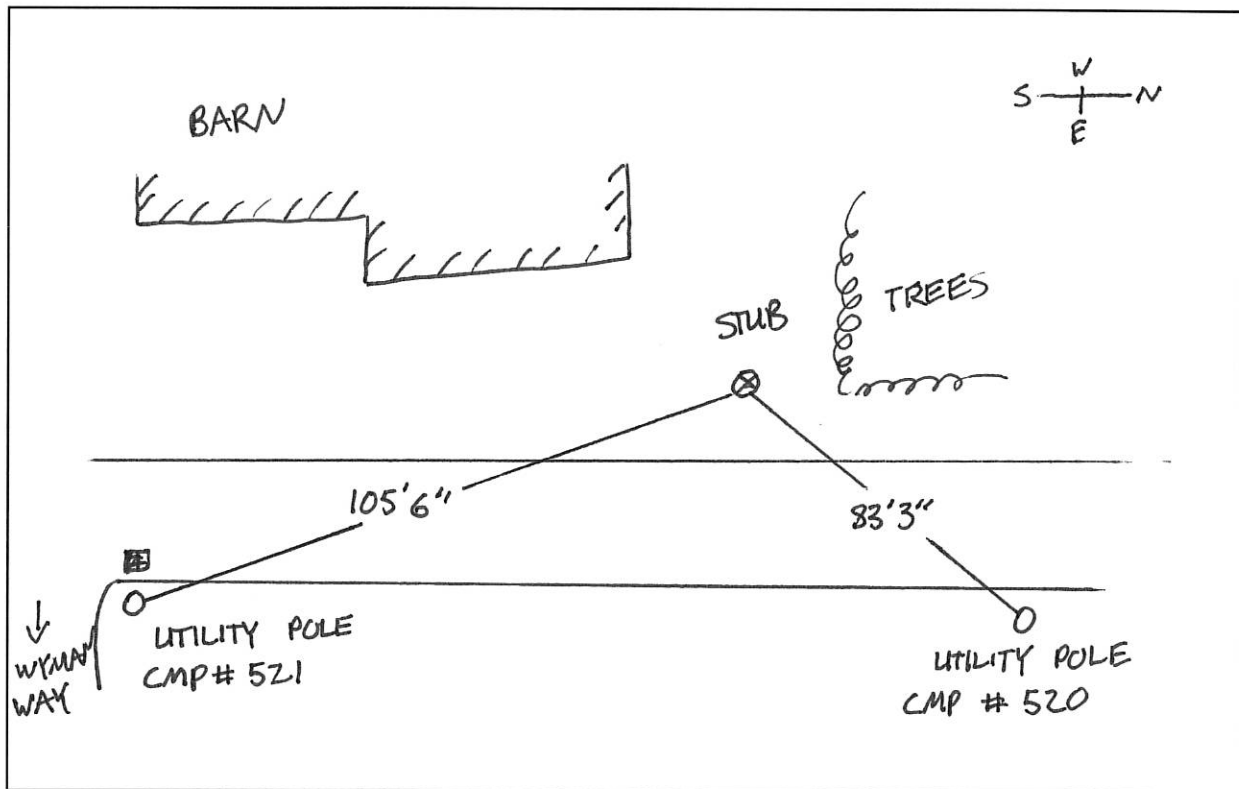 BARN
W
S N
E
TREES
STUB
105'6"
83'3"
↓
WYMAN
WAY
UTILITY POLE
CMP # 521
UTILITY POLE
CMP # 520